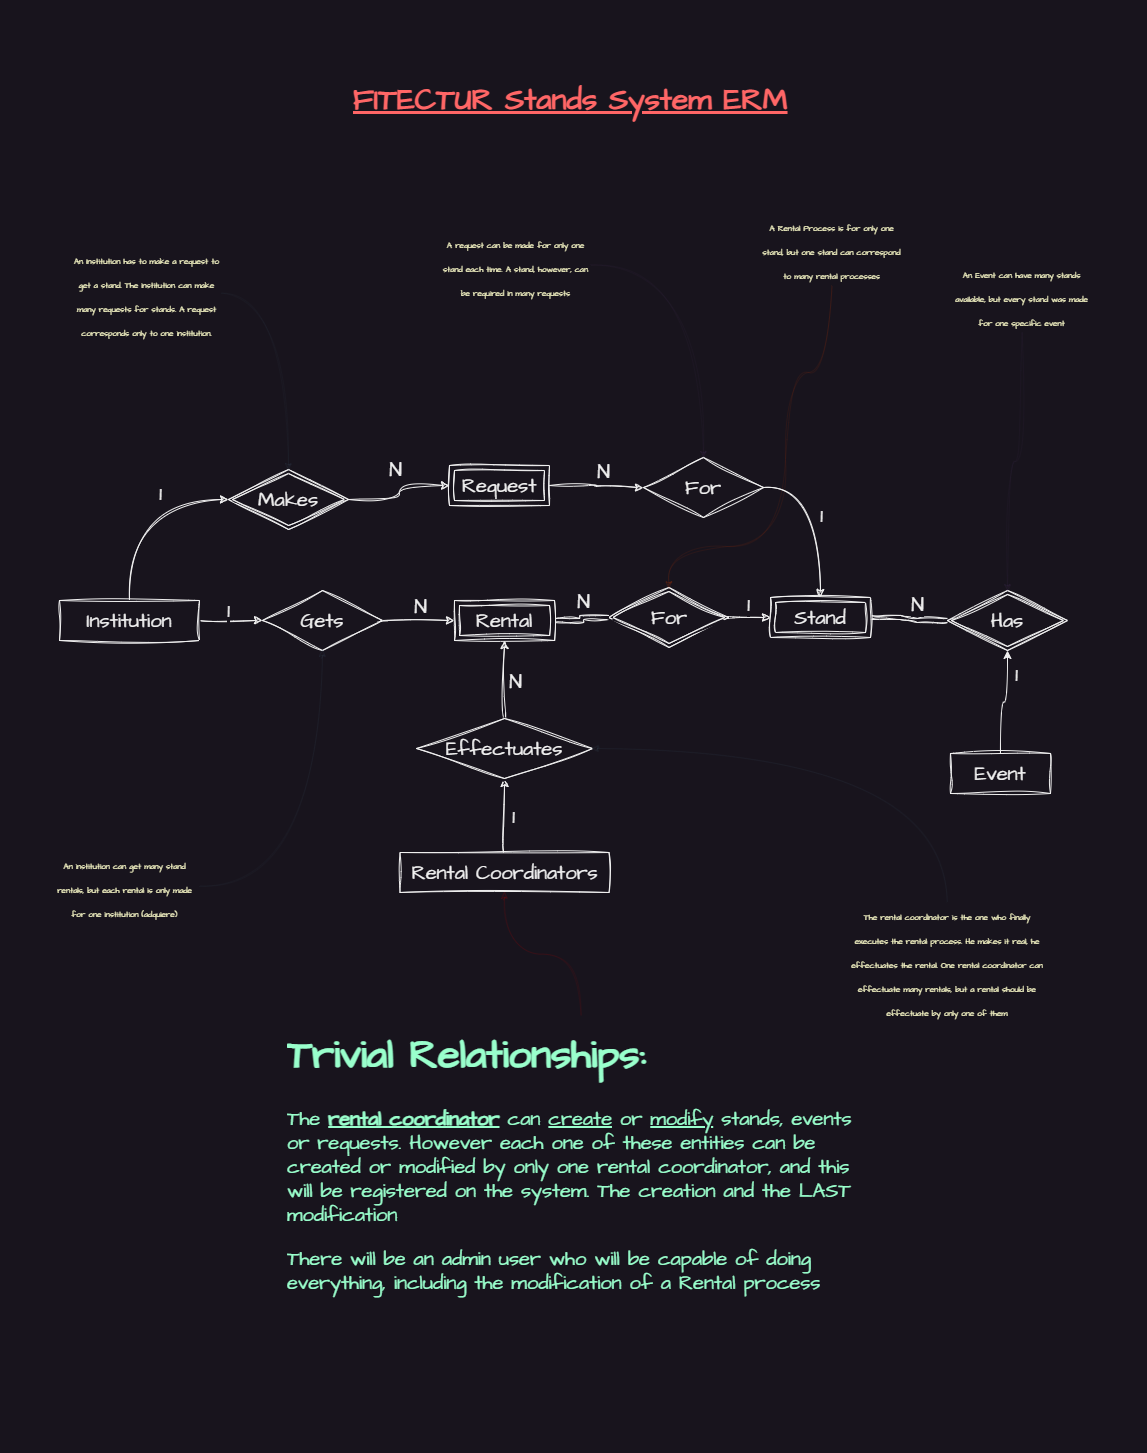 FITECTUR Stands System ERM
A Rental Process is for only one
stand, but one stand can correspond
to many rental processes
A request can be made for only one
stand each time. A stand, however, can
be required in many requests
An Institution has to make a request to
get a stand. The Institution can make
many requests for stands. A request
corresponds only to one institution.
An Event can have many stands
available, but every stand was made
for one specific event
1
Makes
N
Request
N
For
1
Institution
1
Gets
N
Rental
N
For
1
Stand
N
Has
N
1
Effectuates
Event
1
Rental Coordinators
An institution can get many stand
rentals, but each rental is only made
for one institution (adquiere)
The rental coordinator is the one who finally
executes the rental process. He makes it real, he
effectuates the rental. One rental coordinator can
effectuate many rentals, but a rental should be
effectuate by only one of them
Trivial Relationships:
The rental coordinator can create or modify stands, events
or requests. However each one of these entities can be
created or modified by only one rental coordinator, and this
will be registered on the system. The creation and the LAST
modification
There will be an admin user who will be capable of doing
everything, including the modification of a Rental process